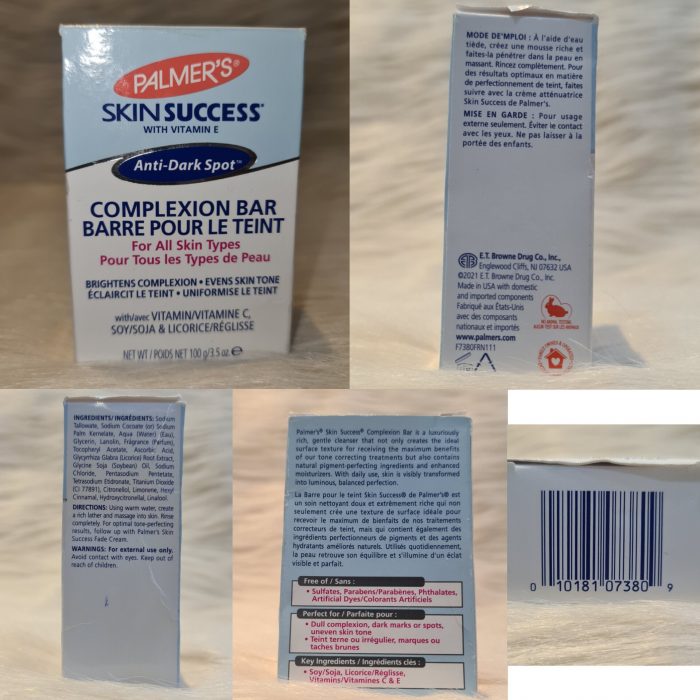 PALMER'S®
SKIN SUCCESS®
WITH VITAMIN E
Anti-Dark Spot™
COMPLEXION BAR
BARRE POUR LE TEINT
For All Skin Types
Pour Tous les Types de Peau
BRIGHTENS COMPLEXION • EVENS SKIN TONE
ÉCLAIRCIT LE TEINT • UNIFORMISE LE TEINT
with/avec VITAMIN/VITAMINE C,
SOY/SOJA & LICORICE/RÉGLISSE
NET WT / POIDS NET 100 g/3.5 oz. e
MODE DE'MPLOI : À l'aide d'eau
tiède, créez une mousse riche et
faites-la pénétrer dans la peau en
massant. Rincez complètement. Pour
des résultats optimaux en matière
de perfectionnement de teint, faites
suivre avec la crème atténuatrice
Skin Success de Palmer's.
MISE EN GARDE : Pour usage
externe seulement. Éviter le contact
avec les yeux. Ne pas laisser à la
portée des enfants.
E.T. Browne Drug Co., Inc.,
Englewood Cliffs, NJ 07632 USA
©2021 E.T. Browne Drug Co., Inc.
Made in USA with domestic
and imported components
Fabriqué aux États-Unis
avec des composants
nationaux et importés
www.palmers.com
F7380FRN111
NO ANIMAL TESTING
AUCUN TEST SUR LES ANIMAUX
INGREDIENTS/ INGRÉDIENTS: Sodium
Tallowate, Sodium Cocoate (or) Sodium
Palm Kernelate, Aqua (Water) (Eau),
Glycerin, Lanolin, Fragrance (Parfum),
Tocopheryl Acetate, Ascorbic Acid,
Glycyrrhiza Glabra (Licorice) Root Extract,
Glycine Soja (Soybean) Oil, Sodium
Chloride, Pentasodium Pentetate,
Tetrasodium Etidronate, Titanium Dioxide
(CI 77891), Citronellol, Limonene, Hexyl
Cinnamal, Hydroxycitronellal, Linalool.
DIRECTIONS: Using warm water, create
a rich lather and massage into skin. Rinse
completely. For optimal tone-perfecting
results, follow up with Palmer's Skin
Success Fade Cream.
WARNINGS: For external use only.
Avoid contact with eyes. Keep out of
reach of children.
Palmer's® Skin Success® Complexion Bar is a luxuriously
rich, gentle cleanser that not only creates the ideal
surface texture for receiving the maximum benefits
of our tone correcting treatments but also contains
natural pigment-perfecting ingredients and enhanced
moisturizers. With daily use, skin is visibly transformed
into luminous, balanced perfection.
La Barre pour le teint Skin Success® de Palmer's® est
un soin nettoyant doux et extrêmement riche qui non
seulement crée une texture de surface idéale pour
recevoir le maximum de bienfaits de nos traitements
correcteurs de teint, mais qui contient également des
ingrédients perfectionneurs de pigments et des agents
hydratants améliorés naturels. Utilisés quotidiennement,
la peau retrouve son équilibre et s'illumine d'un éclat
visible et parfait.
Free of / Sans :
• Sulfates, Parabens/Parabènes, Phthalates,
Artificial Dyes/Colorants Artificiels
Perfect for / Parfaite pour :
• Dull complexion, dark marks or spots,
uneven skin tone
• Teint terne ou irrégulier, marques ou
taches brunes
Key Ingredients / Ingrédients clés :
• Soy/Soja, Licorice/Réglisse,
Vitamins/Vitamines C & E
0 10181 07380 9